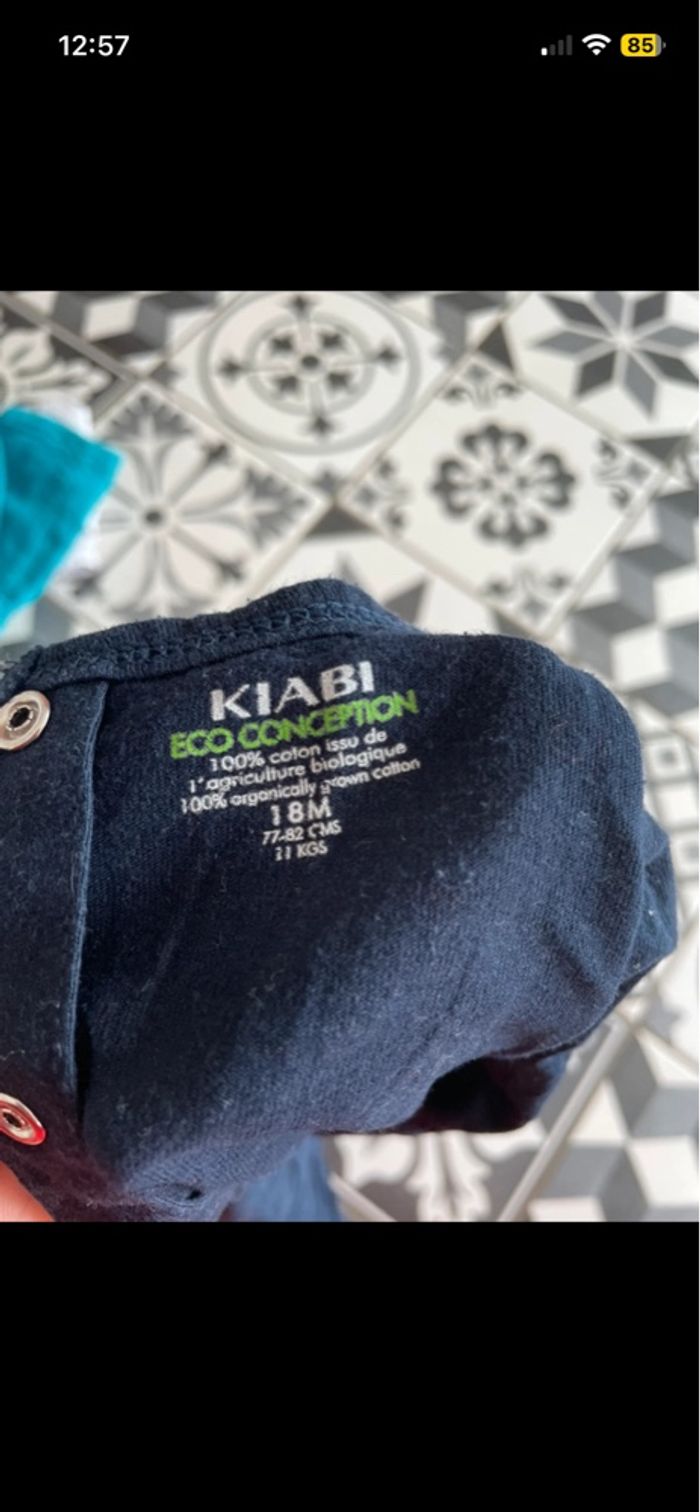 12:57
85
KIABI
ECO CONCEPTION
100% coton issu de
l'agriculture biologique
100% organically grown cotton
18M
77-82 CMS
11 KGS